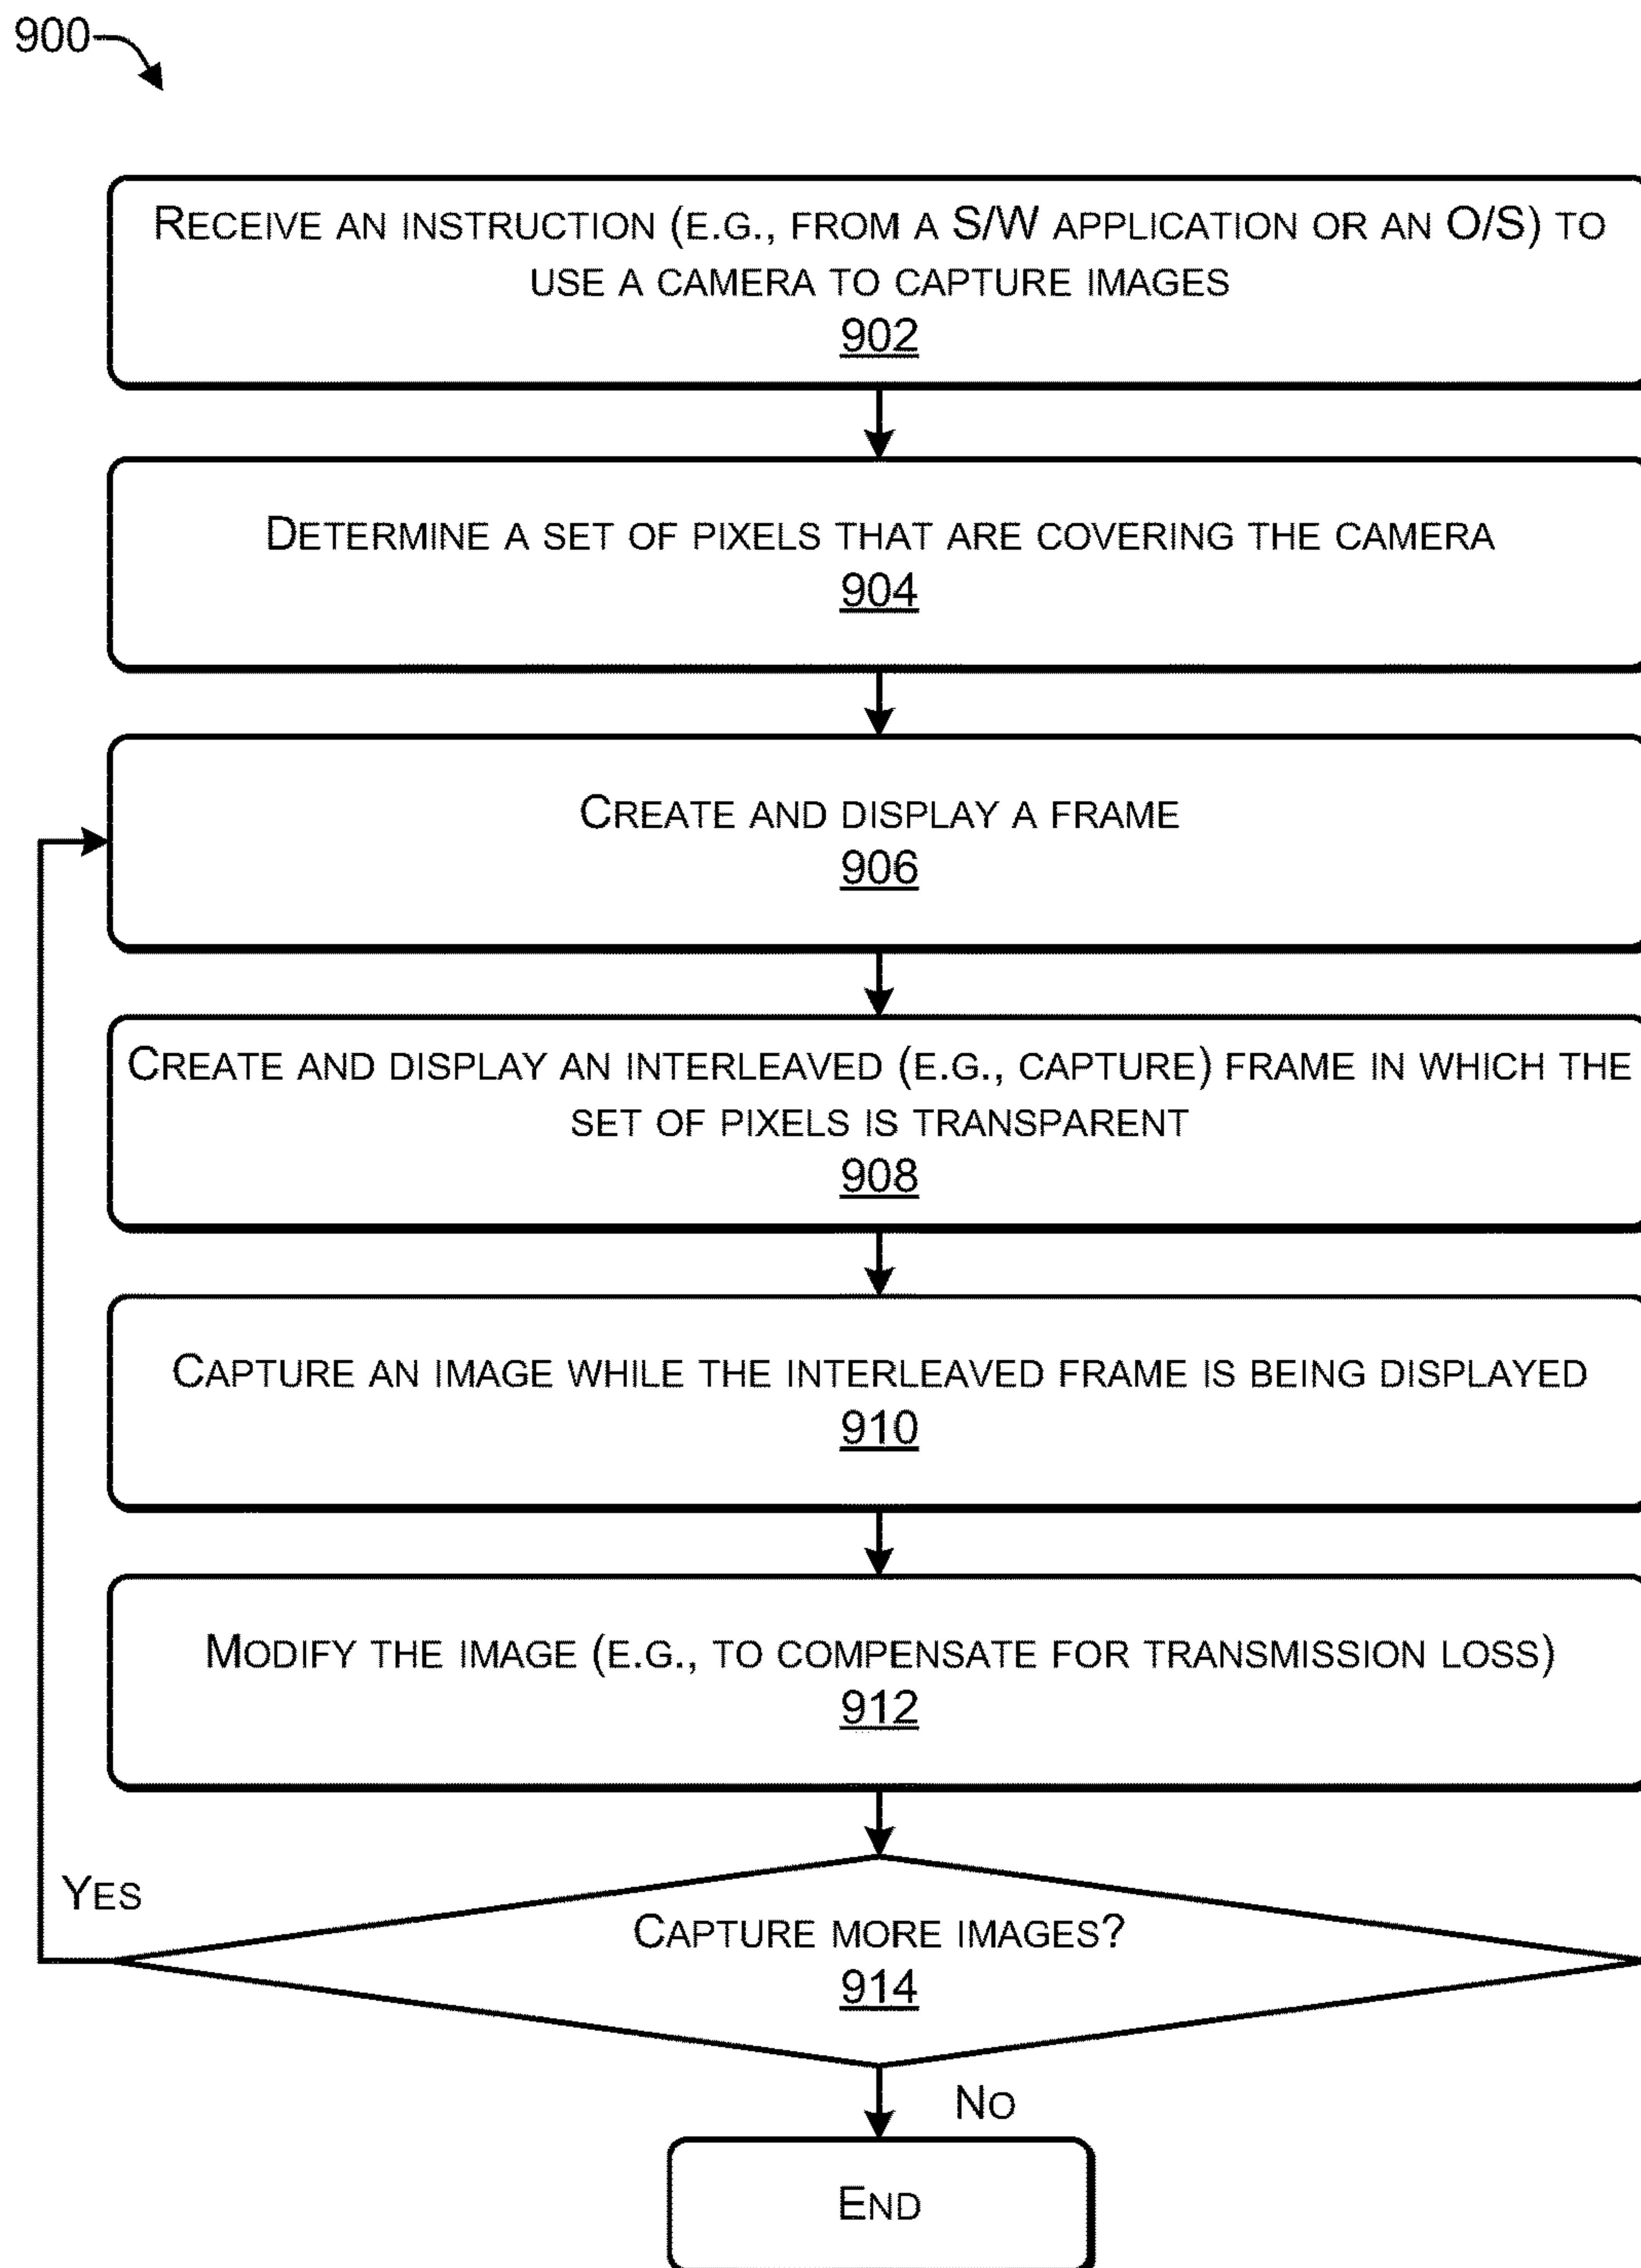 900
RECEIVE AN INSTRUCTION (E.G., FROM A S/W APPLICATION OR AN O/S) TO
USE A CAMERA TO CAPTURE IMAGES
902
DETERMINE A SET OF PIXELS THAT ARE COVERING THE CAMERA
904
CREATE AND DISPLAY A FRAME
906
CREATE AND DISPLAY AN INTERLEAVED (E.G., CAPTURE) FRAME IN WHICH THE
SET OF PIXELS IS TRANSPARENT
908
CAPTURE AN IMAGE WHILE THE INTERLEAVED FRAME IS BEING DISPLAYED
910
MODIFY THE IMAGE (E.G., TO COMPENSATE FOR TRANSMISSION LOSS)
912
YES
CAPTURE MORE IMAGES?
914
NO
END